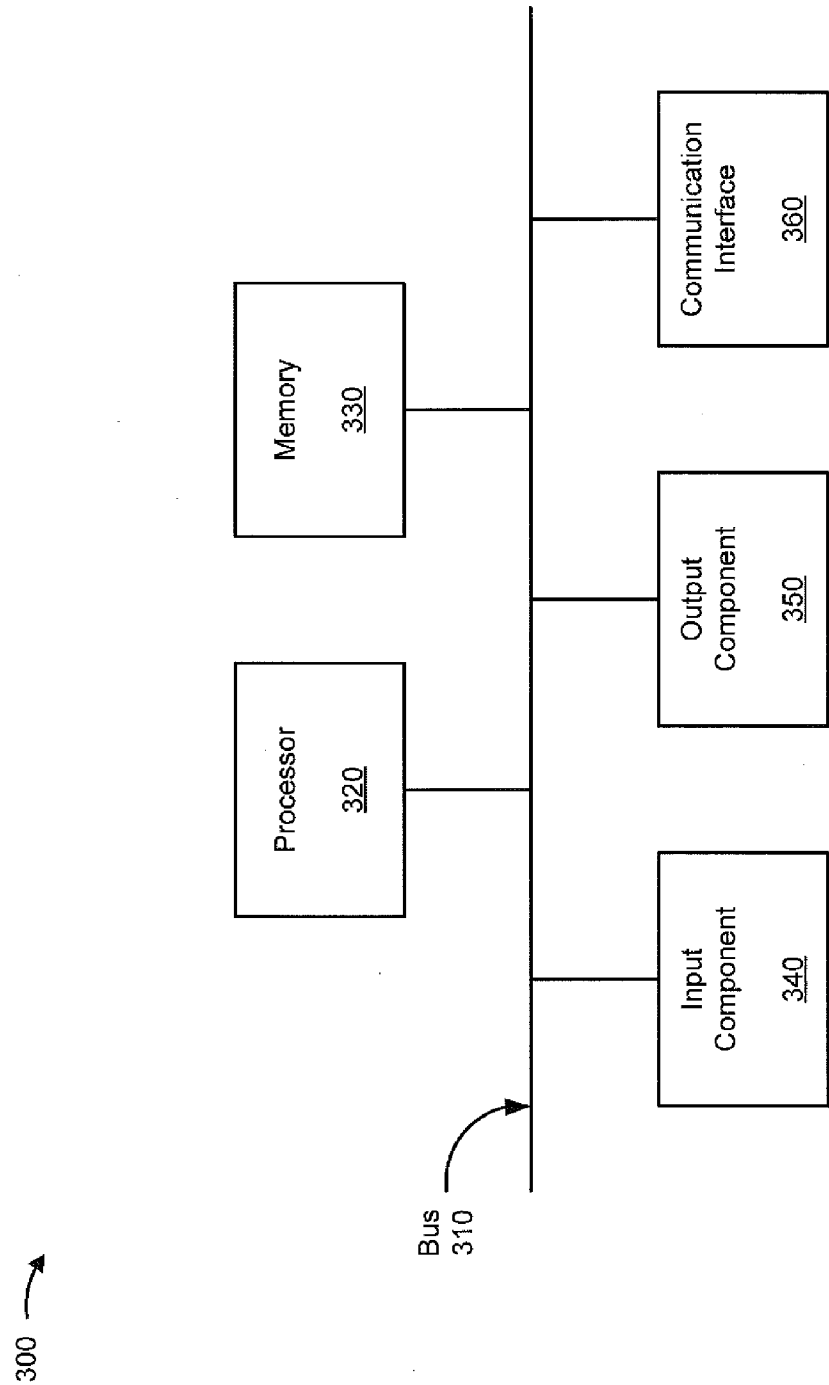 300
Bus
310
Processor
320
Memory
330
Input
Component
340
Output
Component
350
Communication
Interface
360